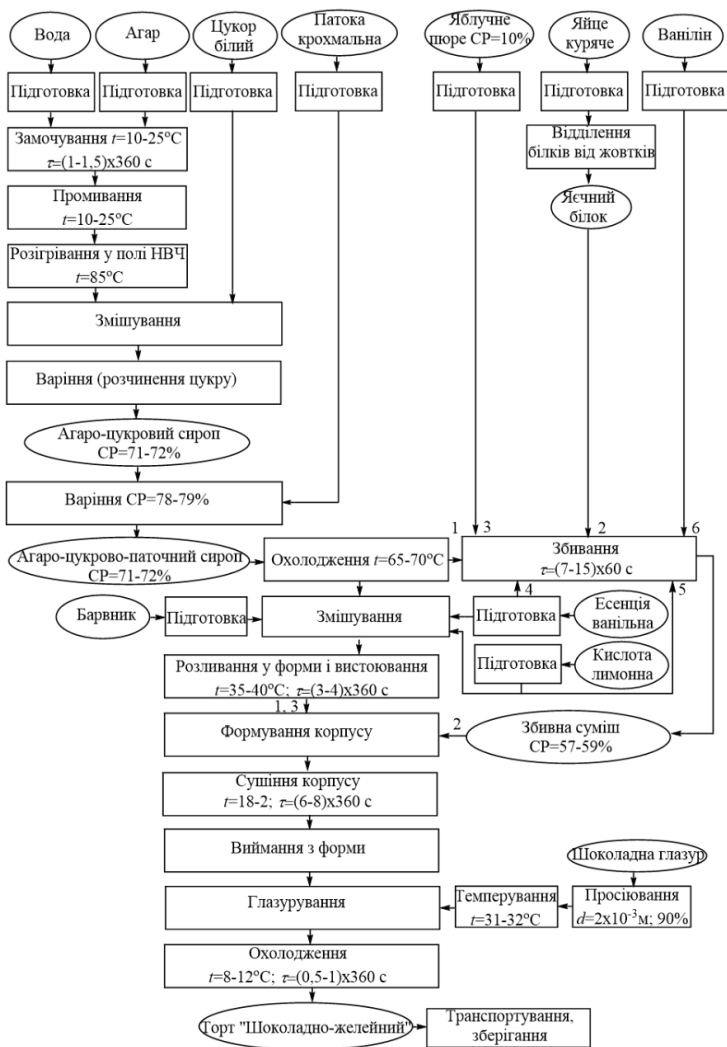 Вода
Агар
Цукор
білий
Патока
крохмальна
Яблучне
пюре СР=10%
Яйце
куряче
Ванілін
Підготовка
Підготовка
Підготовка
Підготовка
Підготовка
Підготовка
Підготовка
Замочування t=10-25°С
τ=(1-1,5)х360 с
Відділення
білків від жовтків
Промивання
t=10-25°С
Яєчний
білок
Розігрівання у полі НВЧ
t=85°С
Змішування
Варіння (розчинення цукру)
Агаро-цукровий сироп
СР=71-72%
Варіння СР=78-79%
1
3
2
6
Агаро-цукрово-паточний сироп
СР=71-72%
Охолодження t=65-70°С
Збивання
τ=(7-15)х60 с
4
5
Барвник
Підготовка
Змішування
Підготовка
Есенція
ванільна
Підготовка
Кислота
лимонна
Розливання у форми і вистоювання
t=35-40°С; τ=(3-4)х360 с
1, 3
Формування корпусу
2
Збивна суміш
СР=57-59%
Сушіння корпусу
t=18-2; τ=(6-8)х360 с
Виймання з форми
Шоколадна глазур
Глазурування
Темперування
t=31-32°С
Просіювання
d=2х10⁻³м; 90%
Охолодження
t=8-12°С; τ=(0,5-1)х360 с
Торт "Шоколадно-желейний"
Транспортування,
зберігання